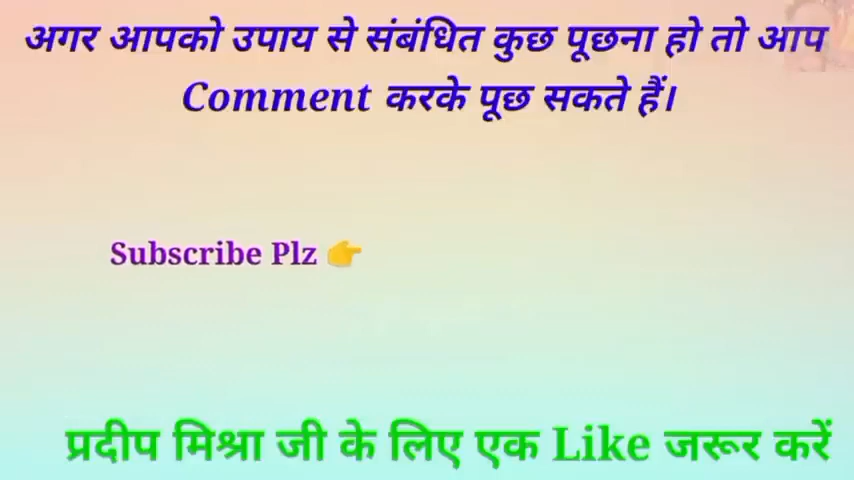 अगर आपको उपाय से संबंधित कुछ पूछना हो तो आप
Comment करके पूछ सकते हैं।
Subscribe Plz 👉
प्रदीप मिश्रा जी के लिए एक Like जरूर करें